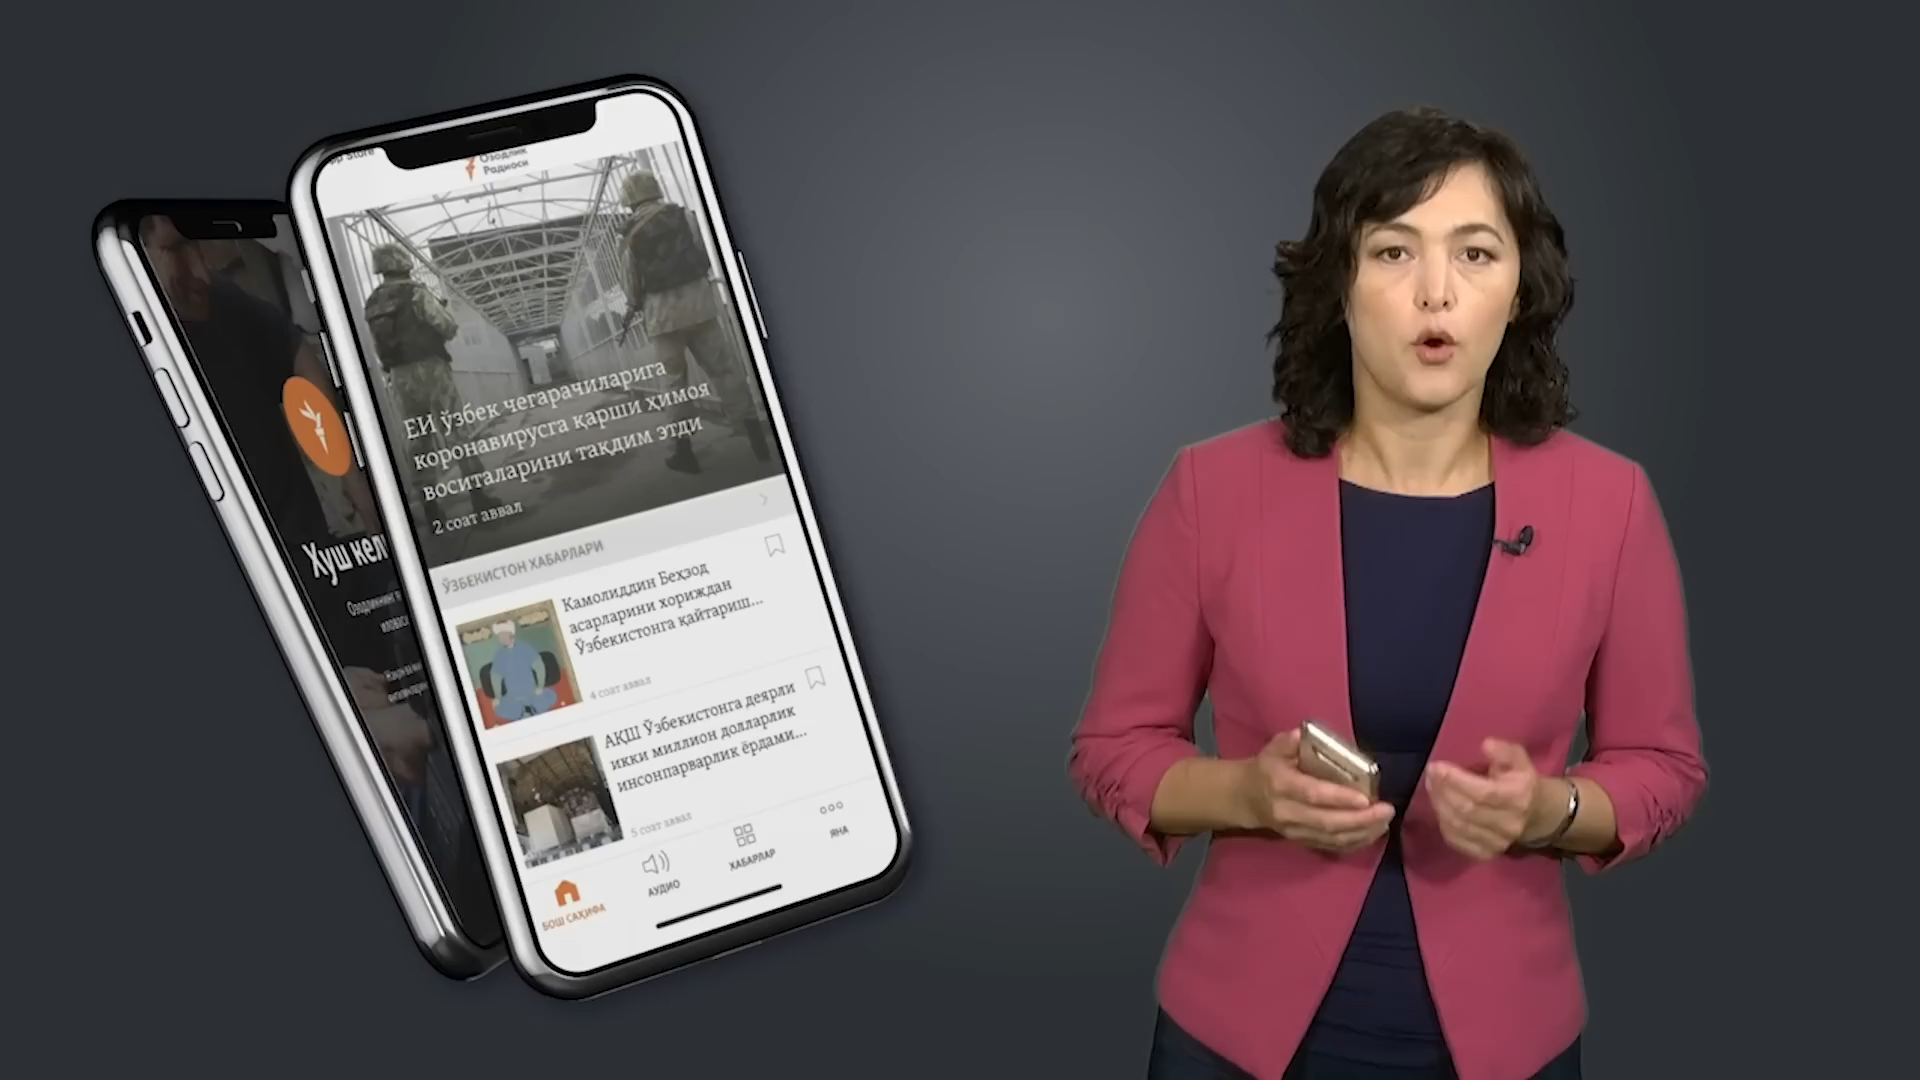 Хуш
App Store
Озодлик
Радиоси
ЕИ ўзбек чегарачиларига
коронавирусга қарши ҳимоя
воситаларини тақдим этди
2 соат аввал
ЎЗБЕКИСТОН ХАБАРЛАРИ
Камолиддин Беҳзод
асарларини хориждан
Ўзбекистонга қайтариш...
4 соат аввал
АҚШ Ўзбекистонга деярли
икки миллион долларлик
инсонпарварлик ёрдами...
5 соат аввал
БОШ САҲИФА
АУДИО
ХАБАРЛАР
ЯНА